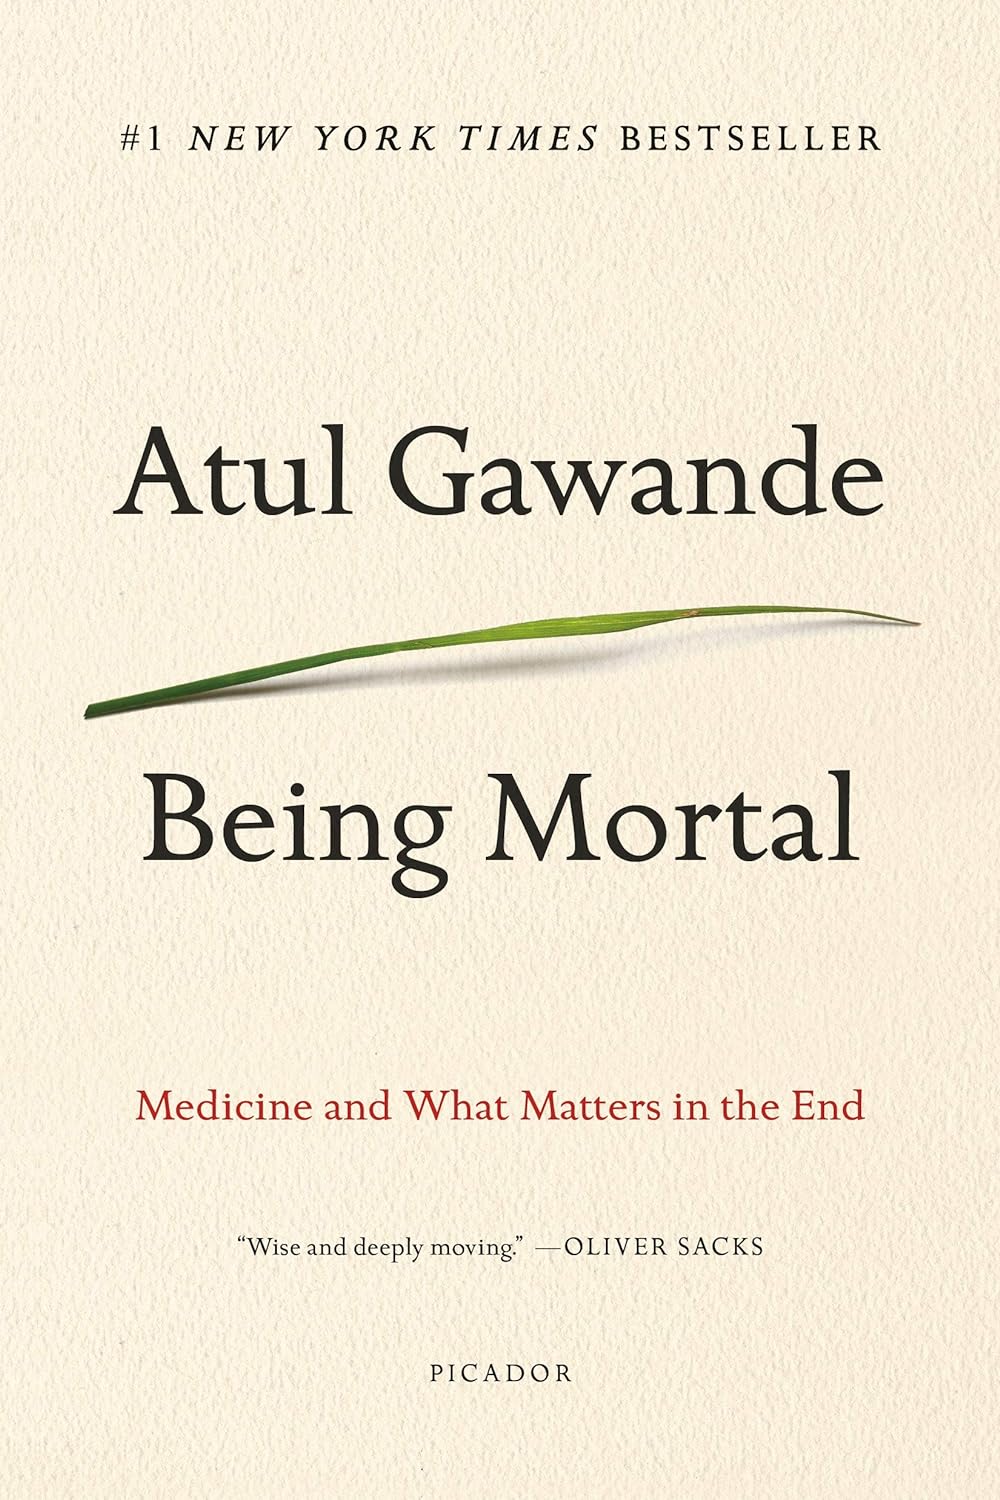 #1 NEW YORK TIMES BESTSELLER
Atul Gawande
Being Mortal
Medicine and What Matters in the End
“Wise and deeply moving.” —OLIVER SACKS
PICADOR